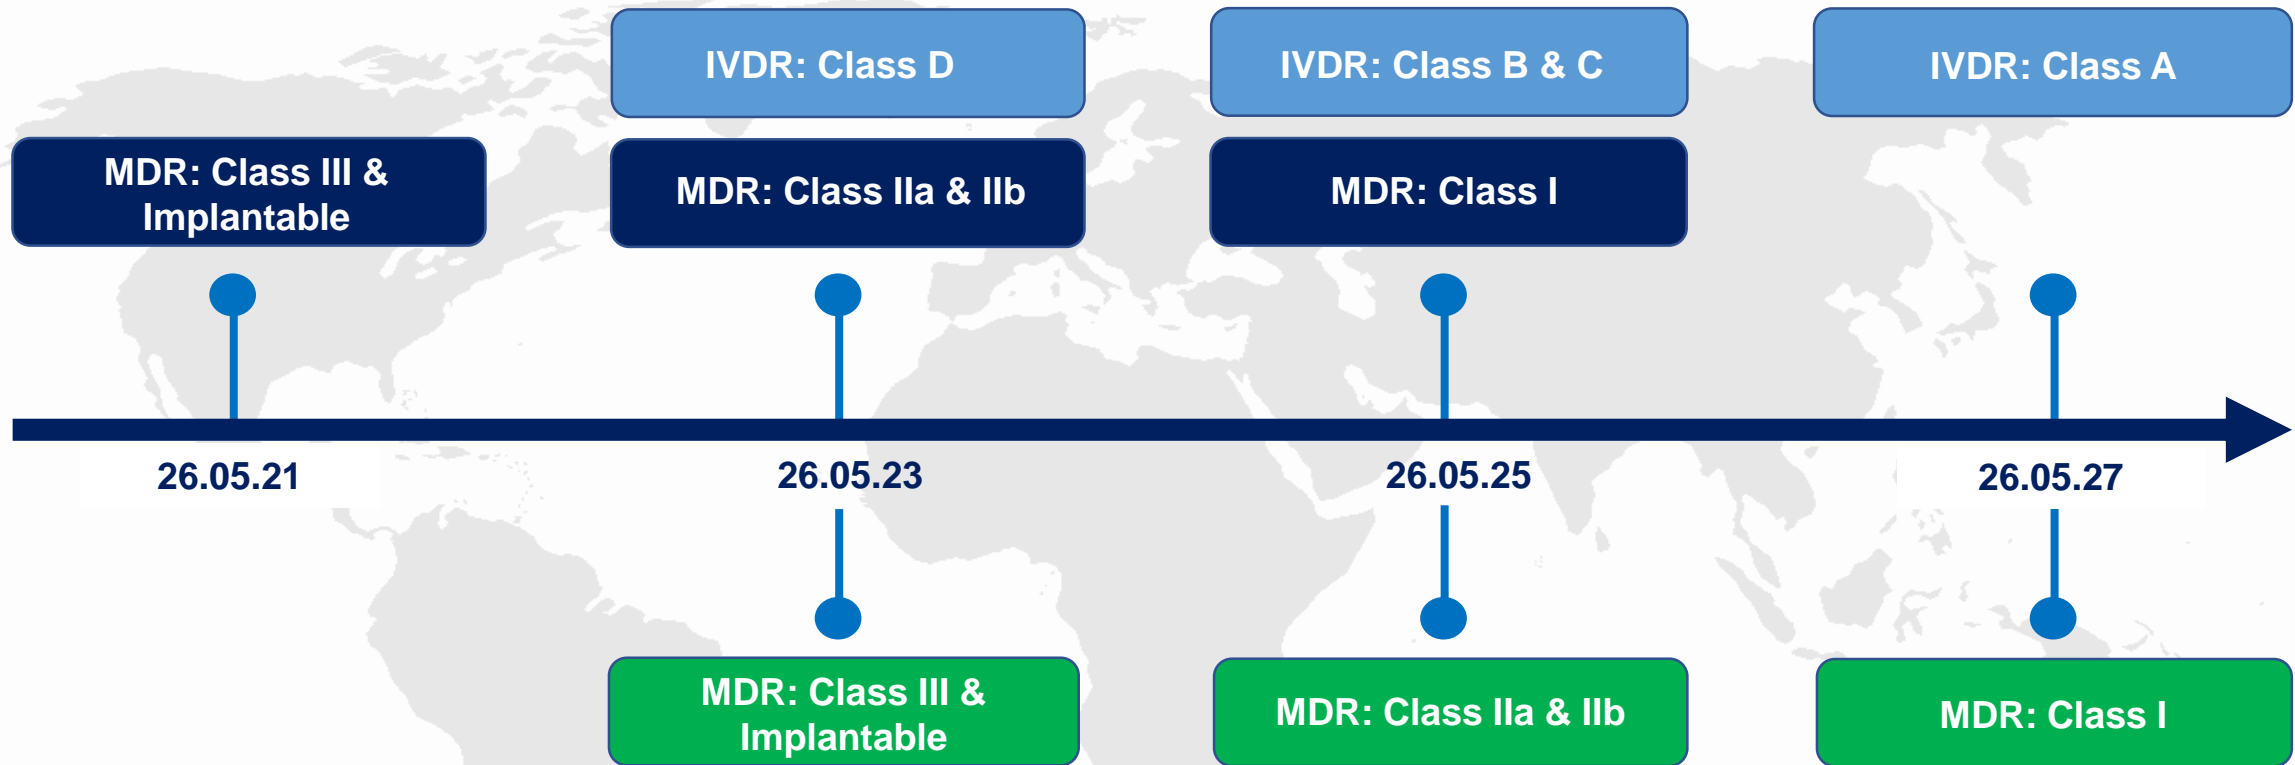 IVDR: Class D
IVDR: Class B & C
IVDR: Class A
MDR: Class III &
Implantable
MDR: Class IIa & IIb
MDR: Class I
26.05.21
26.05.23
26.05.25
26.05.27
MDR: Class III &
Implantable
MDR: Class IIa & IIb
MDR: Class I